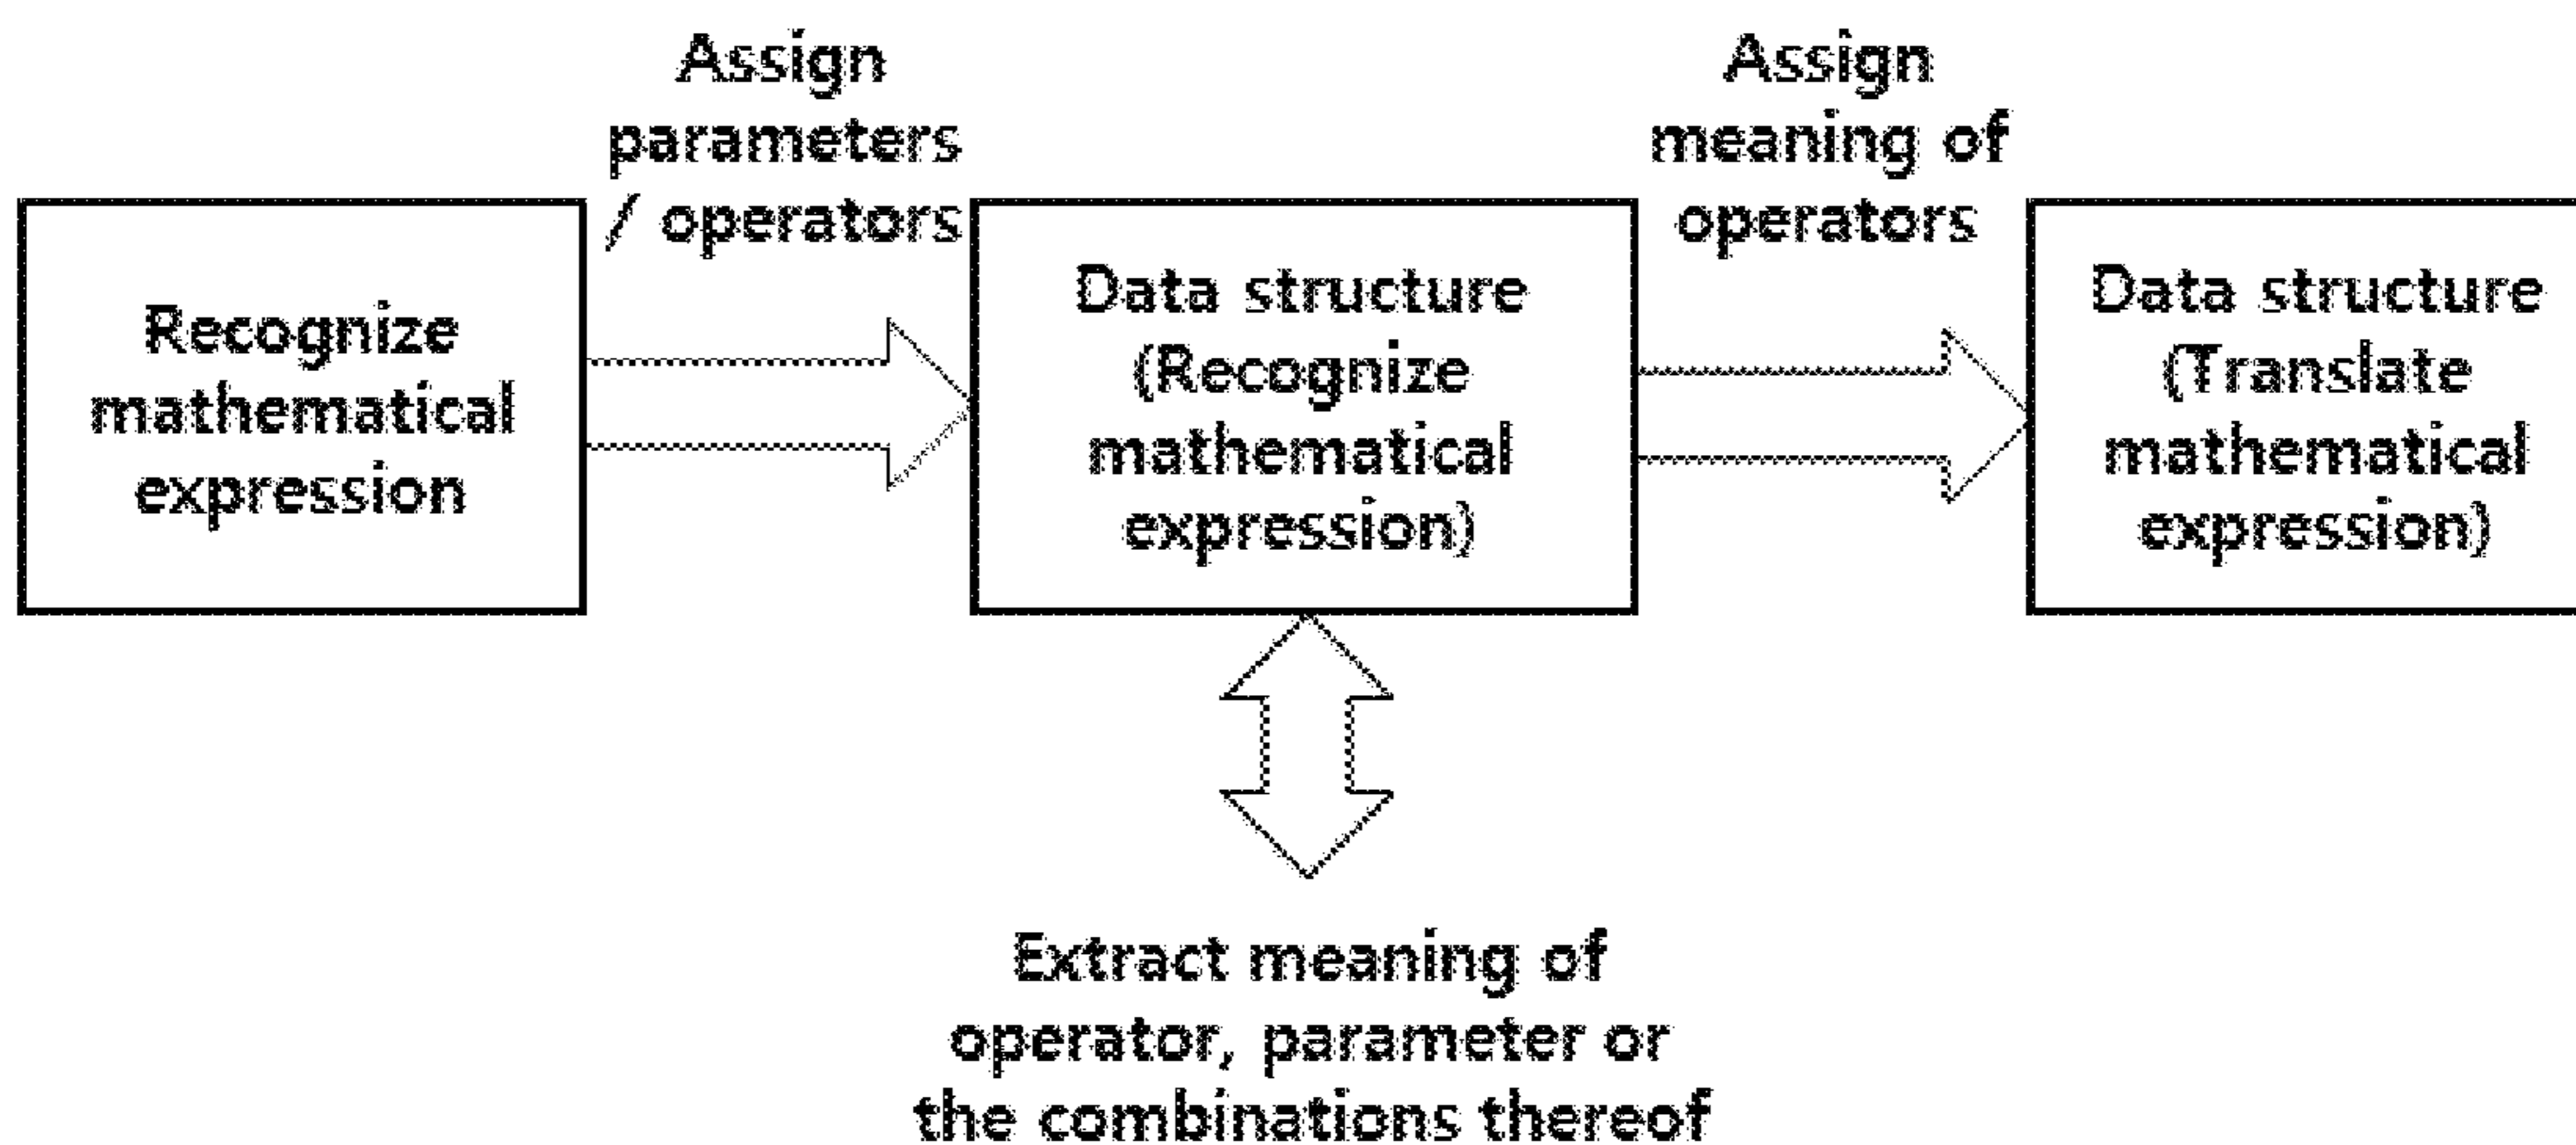 Assign
parameters
/ operators
Assign
meaning of
operators
Recognize
mathematical
expression
Data structure
(Recognize
mathematical
expression)
Data structure
(Translate
mathematical
expression)
Extract meaning of
operator, parameter or
the combinations thereof